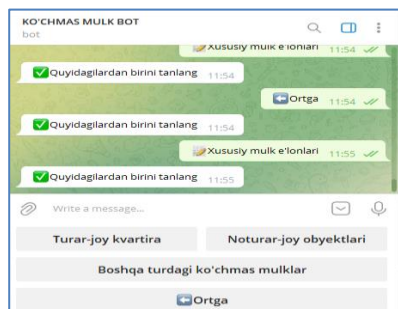 KO'CHMAS MULK BOT
bot
📝Xususiy mulk e'lonlari 11:54
✅Quyidagilardan birini tanlang 11:54
⬅️Ortga 11:54
✅Quyidagilardan birini tanlang 11:54
📝Xususiy mulk e'lonlari 11:55
✅Quyidagilardan birini tanlang 11:55
Write a message...
Turar-joy kvartira Noturar-joy obyektlari
Boshqa turdagi ko'chmas mulklar
⬅️Ortga